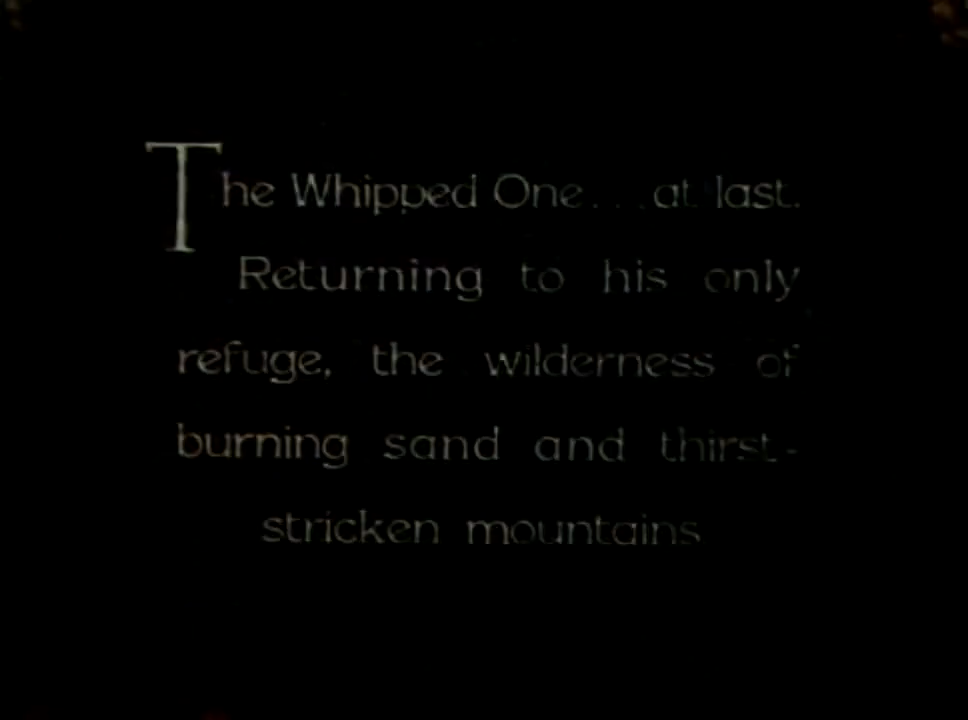 The Whipped One . . . at last.
Returning to his only
refuge, the wilderness of
burning sand and thirst-
stricken mountains